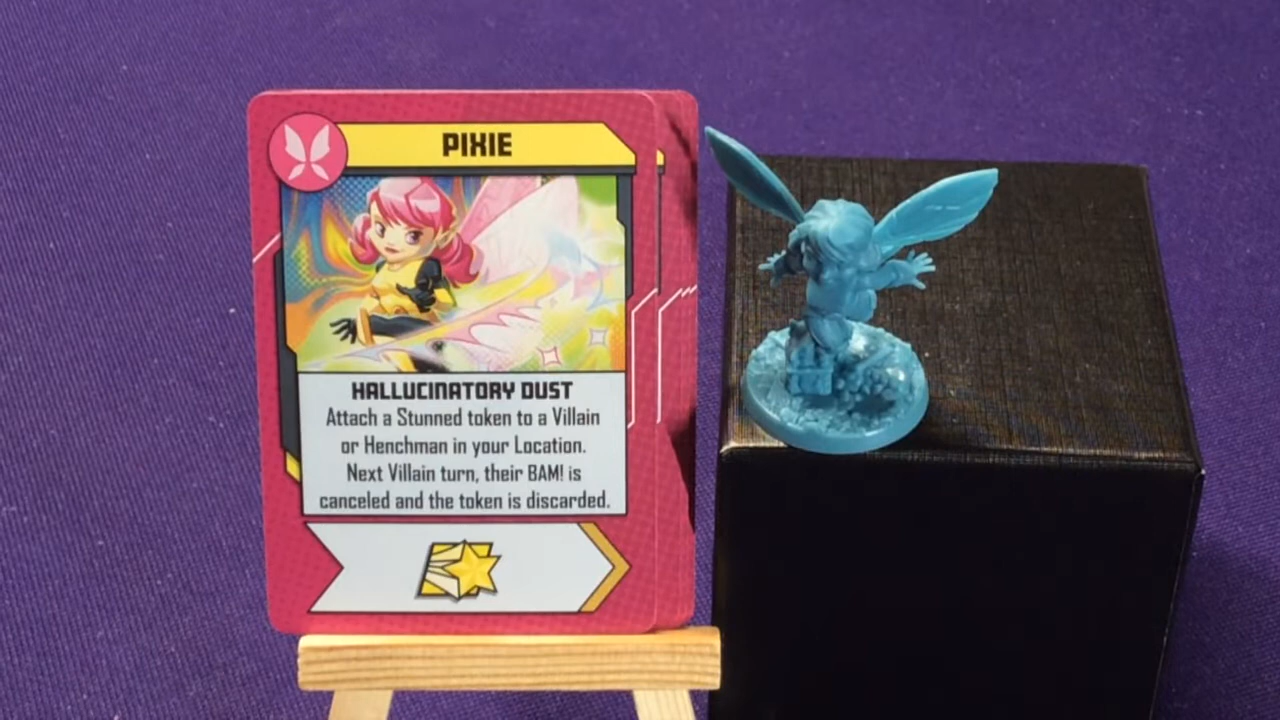 PIXIE
HALLUCINATORY DUST
Attach a Stunned token to a Villain
or Henchman in your Location.
Next Villain turn, their BAM! is
canceled and the token is discarded.